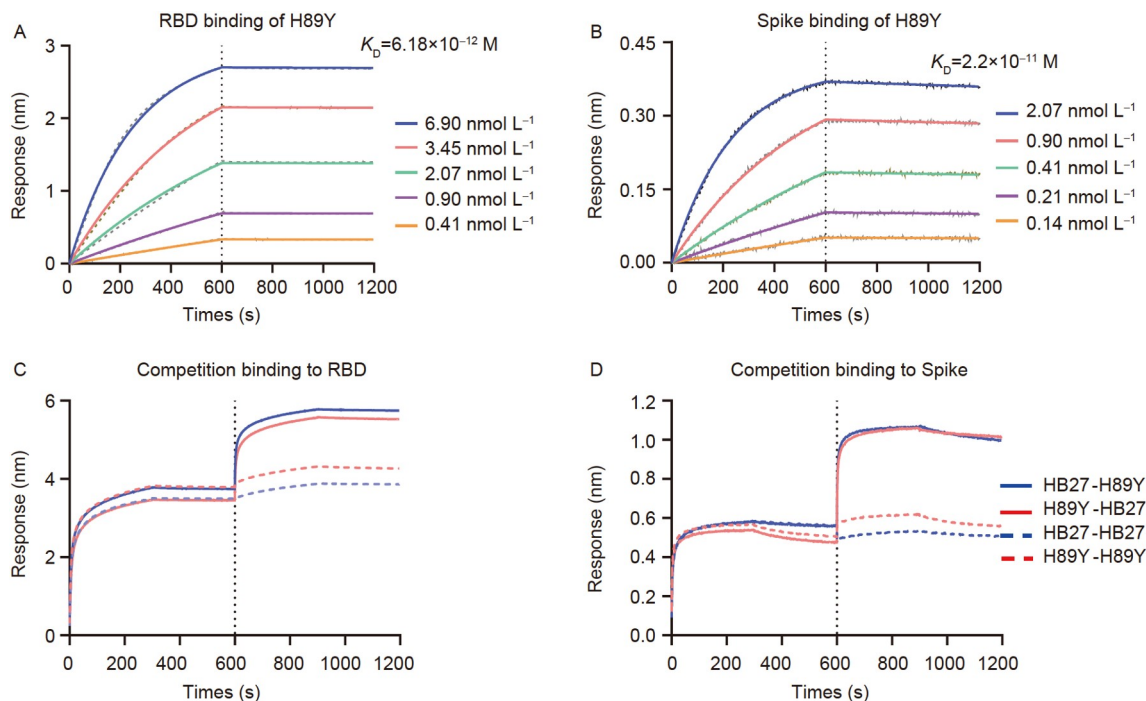 A
RBD binding of H89Y
K_D=6.18×10⁻¹² M
Response (nm)
3
2
1
0
0 200 400 600 800 1000 1200
Times (s)
6.90 nmol L⁻¹
3.45 nmol L⁻¹
2.07 nmol L⁻¹
0.90 nmol L⁻¹
0.41 nmol L⁻¹
B
Spike binding of H89Y
K_D=2.2×10⁻¹¹ M
Response (nm)
0.45
0.30
0.15
0.00
0 200 400 600 800 1000 1200
Times (s)
2.07 nmol L⁻¹
0.90 nmol L⁻¹
0.41 nmol L⁻¹
0.21 nmol L⁻¹
0.14 nmol L⁻¹
C
Competition binding to RBD
Response (nm)
6
4
2
0
0 200 400 600 800 1000 1200
Times (s)
D
Competition binding to Spike
Response (nm)
1.2
1.0
0.8
0.6
0.4
0.2
0.0
0 200 400 600 800 1000 1200
Times (s)
HB27-H89Y
H89Y-HB27
HB27-HB27
H89Y-H89Y